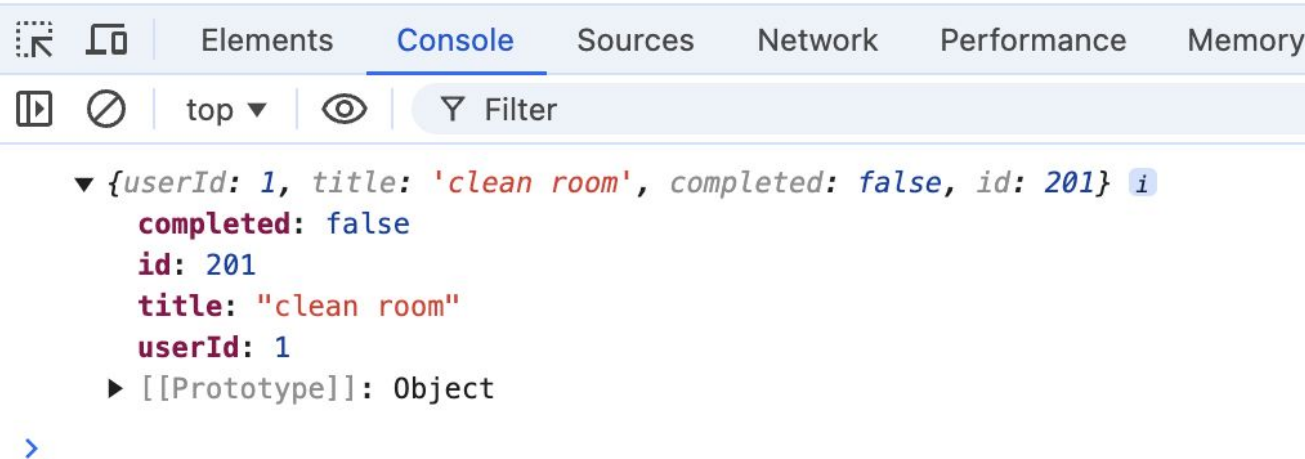 Elements Console Sources Network Performance Memory
top ▼ Filter
▼ {userId: 1, title: 'clean room', completed: false, id: 201} i
completed: false
id: 201
title: "clean room"
userId: 1
▶ [[Prototype]]: Object
>